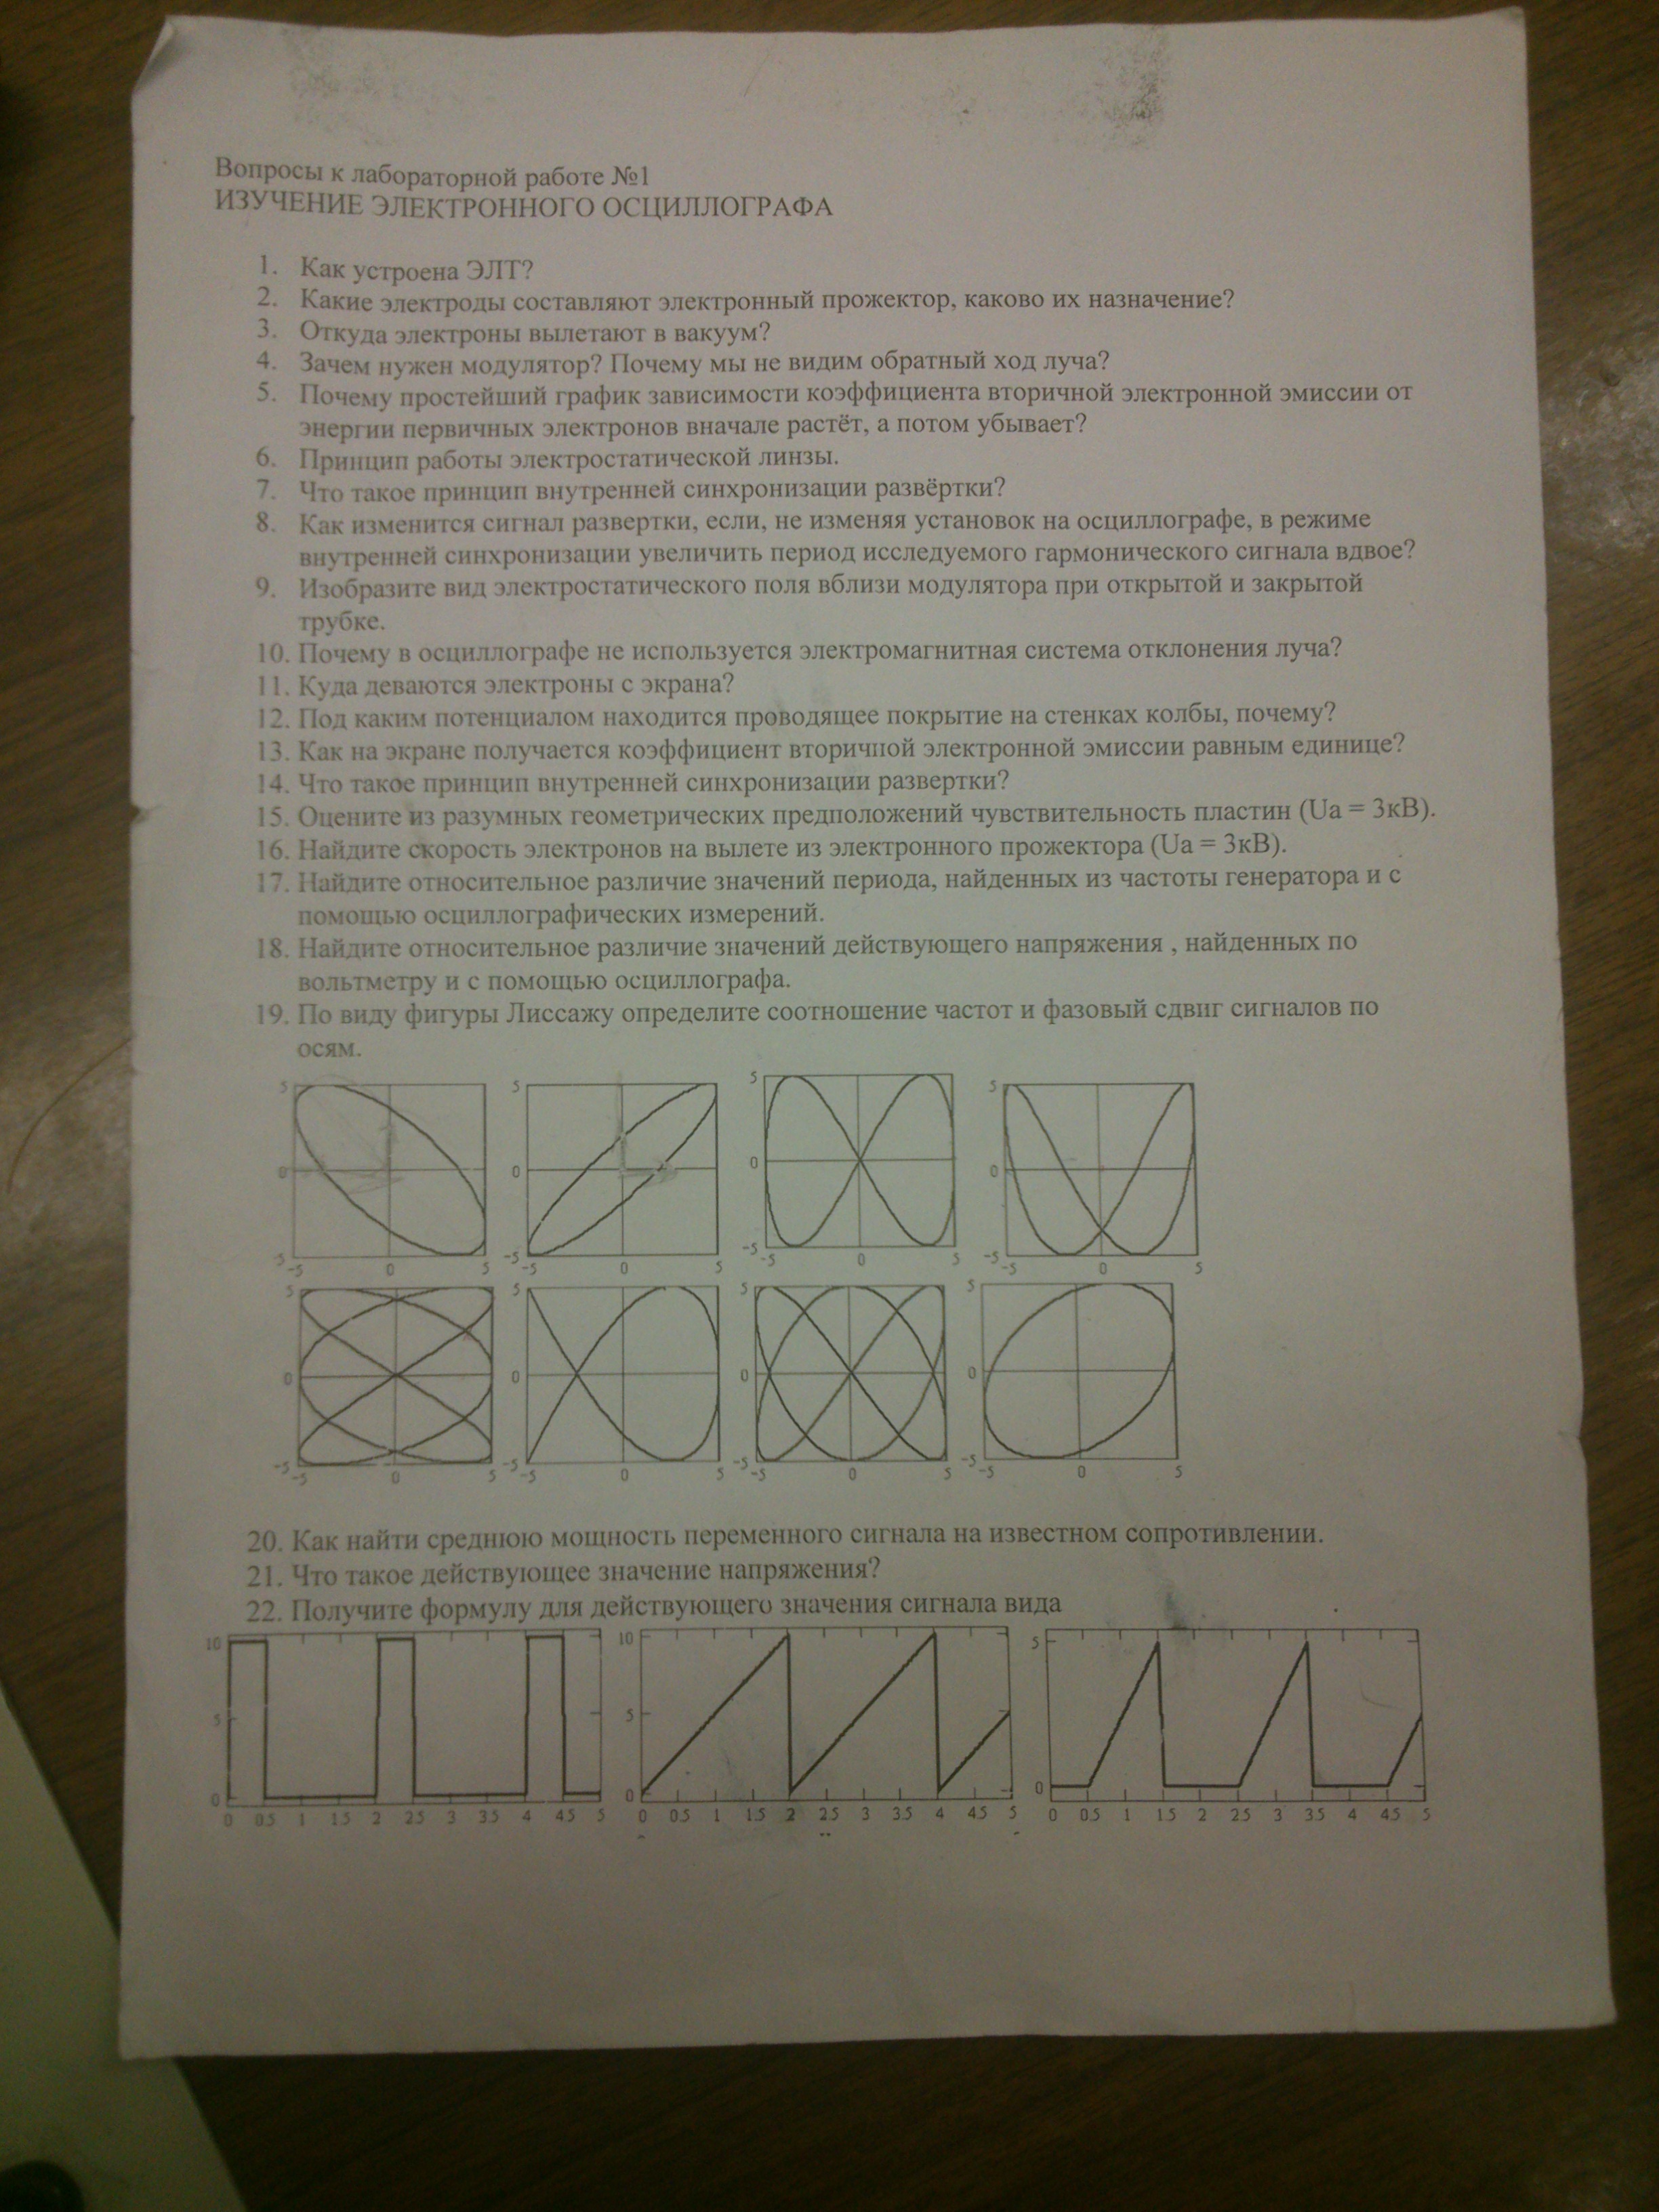 Вопросы к лабораторной работе №1
ИЗУЧЕНИЕ ЭЛЕКТРОННОГО ОСЦИЛЛОГРАФА
1. Как устроена ЭЛТ?
2. Какие электроды составляют электронный прожектор, каково их назначение?
3. Откуда электроны вылетают в вакуум?
4. Зачем нужен модулятор? Почему мы не видим обратный ход луча?
5. Почему простейший график зависимости коэффициента вторичной электронной эмиссии от
энергии первичных электронов вначале растёт, а потом убывает?
6. Принцип работы электростатической линзы.
7. Что такое принцип внутренней синхронизации развёртки?
8. Как изменится сигнал развертки, если, не изменяя установок на осциллографе, в режиме
внутренней синхронизации увеличить период исследуемого гармонического сигнала вдвое?
9. Изобразите вид электростатического поля вблизи модулятора при открытой и закрытой
трубке.
10. Почему в осциллографе не используется электромагнитная система отклонения луча?
11. Куда деваются электроны с экрана?
12. Под каким потенциалом находится проводящее покрытие на стенках колбы, почему?
13. Как на экране получается коэффициент вторичной электронной эмиссии равным единице?
14. Что такое принцип внутренней синхронизации развертки?
15. Оцените из разумных геометрических предположений чувствительность пластин (Ua = 3кВ).
16. Найдите скорость электронов на вылете из электронного прожектора (Ua = 3кВ).
17. Найдите относительное различие значений периода, найденных из частоты генератора и с
помощью осциллографических измерений.
18. Найдите относительное различие значений действующего напряжения , найденных по
вольтметру и с помощью осциллографа.
19. По виду фигуры Лиссажу определите соотношение частот и фазовый сдвиг сигналов по
осям.
5 5 5 5
0 0 0 0
-5 -5 -5 -5
-5 0 5 -5 0 5 -5 0 5 -5 0 5
5 5 5 5
0 0 0 0
-5 -5 -5 -5
-5 0 5 -5 0 5 -5 0 5 -5 0 5
20. Как найти среднюю мощность переменного сигнала на известном сопротивлении.
21. Что такое действующее значение напряжения?
22. Получите формулу для действующего значения сигнала вида
10 10 5
5 5
0 0 0
0 0.5 1 1.5 2 2.5 3 3.5 4 4.5 5 0 0.5 1 1.5 2 2.5 3 3.5 4 4.5 5 0 0.5 1 1.5 2 2.5 3 3.5 4 4.5 5